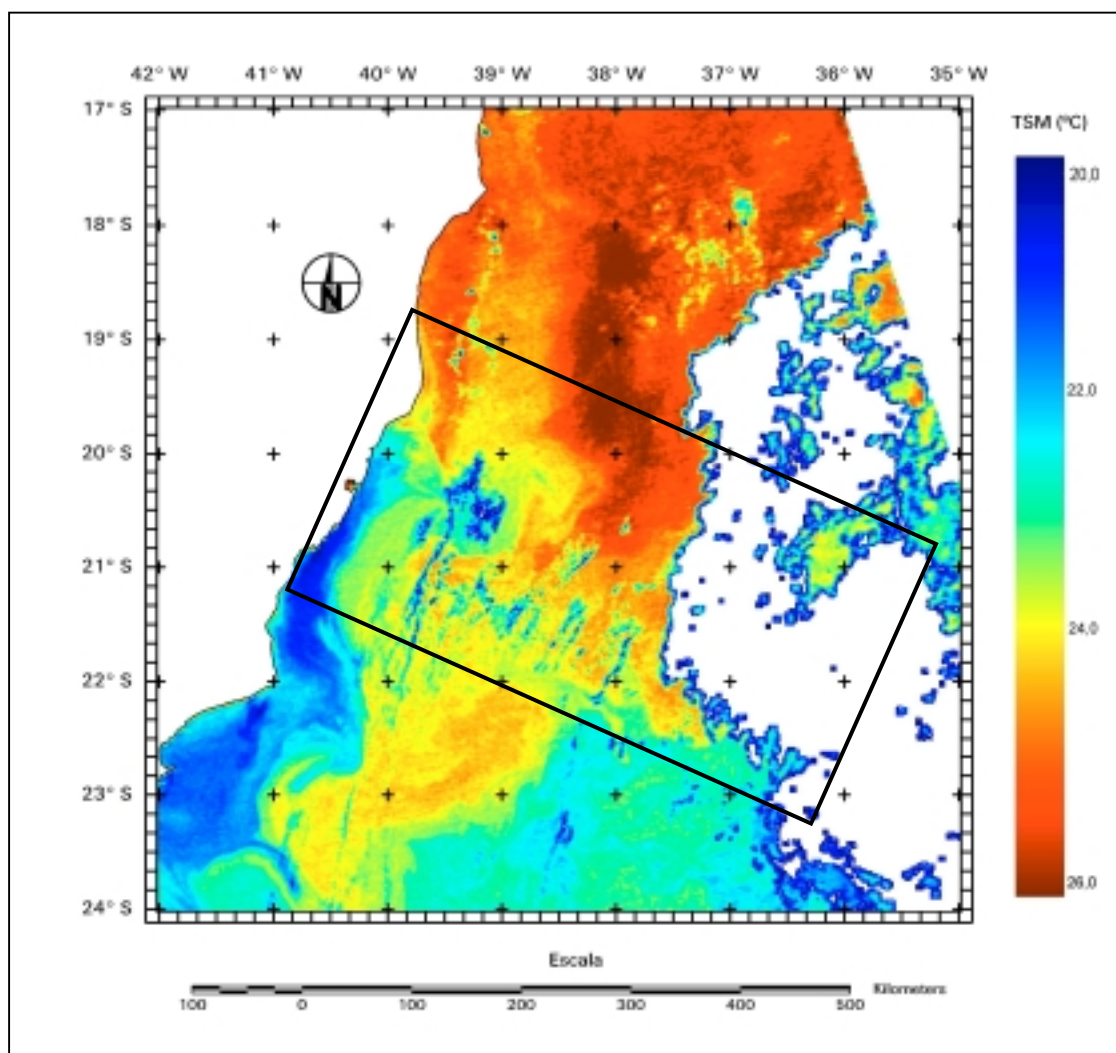 42° W 41° W 40° W 39° W 38° W 37° W 36° W 35° W
17° S
18° S
19° S
20° S
21° S
22° S
23° S
24° S
N
TSM (ºC)
20,0
22,0
24,0
26,0
Escala
100 0 100 200 300 400 500 Kilometers